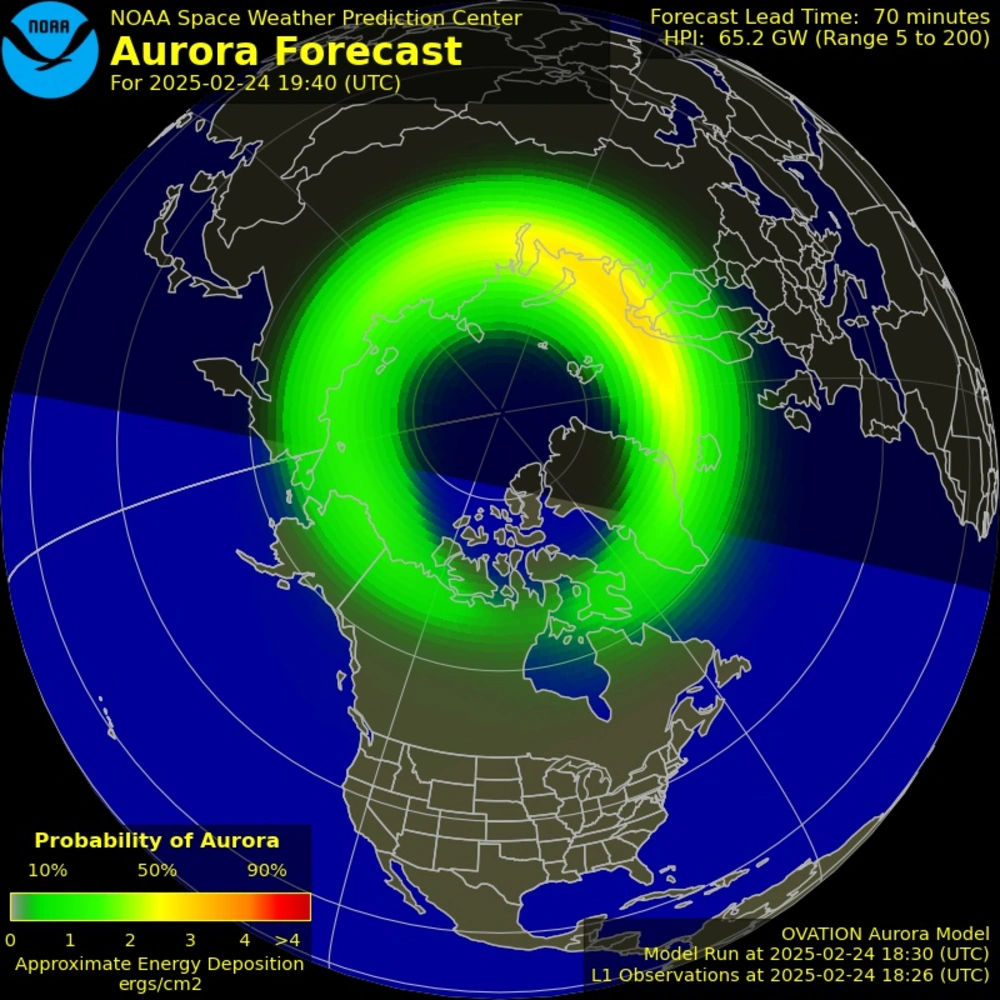 NOAA
NOAA Space Weather Prediction Center
Aurora Forecast
For 2025-02-24 19:40 (UTC)
Forecast Lead Time: 70 minutes
HPI: 65.2 GW (Range 5 to 200)
Probability of Aurora
10% 50% 90%
0 1 2 3 4 >4
Approximate Energy Deposition
ergs/cm2
OVATION Aurora Model
Model Run at 2025-02-24 18:30 (UTC)
L1 Observations at 2025-02-24 18:26 (UTC)